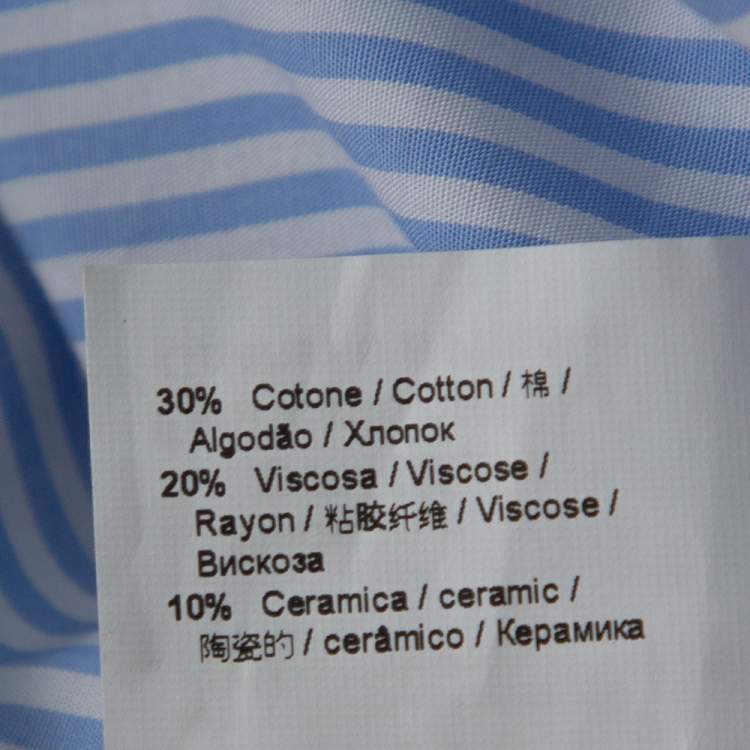 30% Cotone / Cotton / 棉 /
Algodão / Хлопок
20% Viscosa / Viscose /
Rayon / 粘胶纤维 / Viscose /
Вискоза
10% Ceramica / ceramic /
陶瓷的 / cerâmico / Керамика